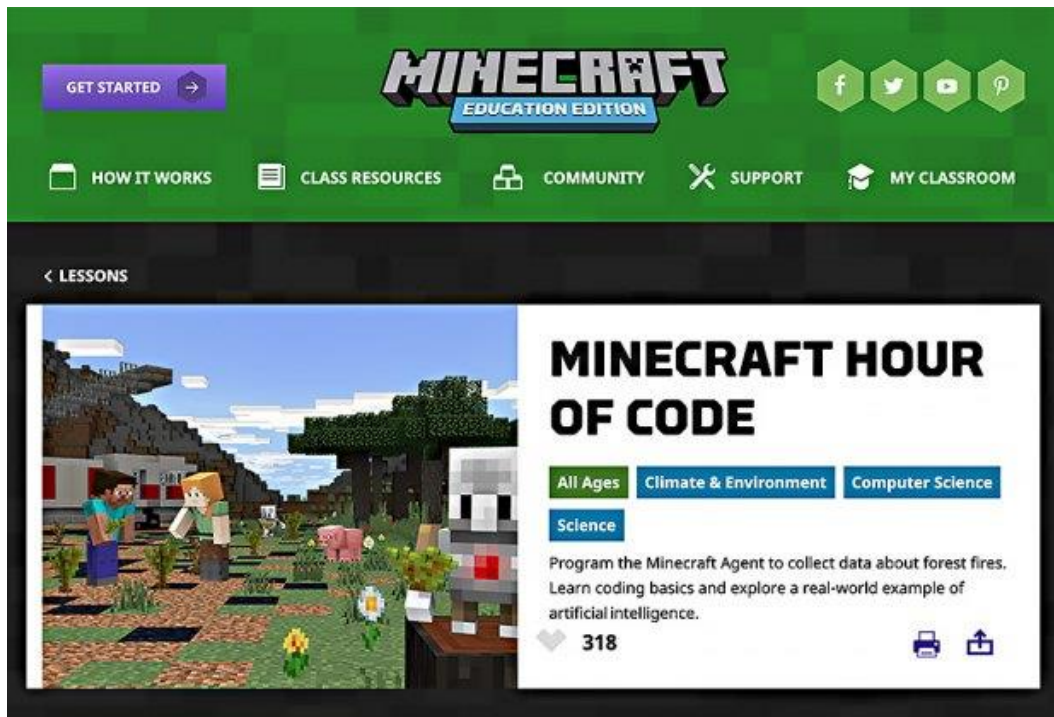 GET STARTED
MINECRAFT
EDUCATION EDITION
HOW IT WORKS
CLASS RESOURCES
COMMUNITY
SUPPORT
MY CLASSROOM
< LESSONS
MINECRAFT HOUR
OF CODE
All Ages
Climate & Environment
Computer Science
Science
Program the Minecraft Agent to collect data about forest fires.
Learn coding basics and explore a real-world example of
artificial intelligence.
318